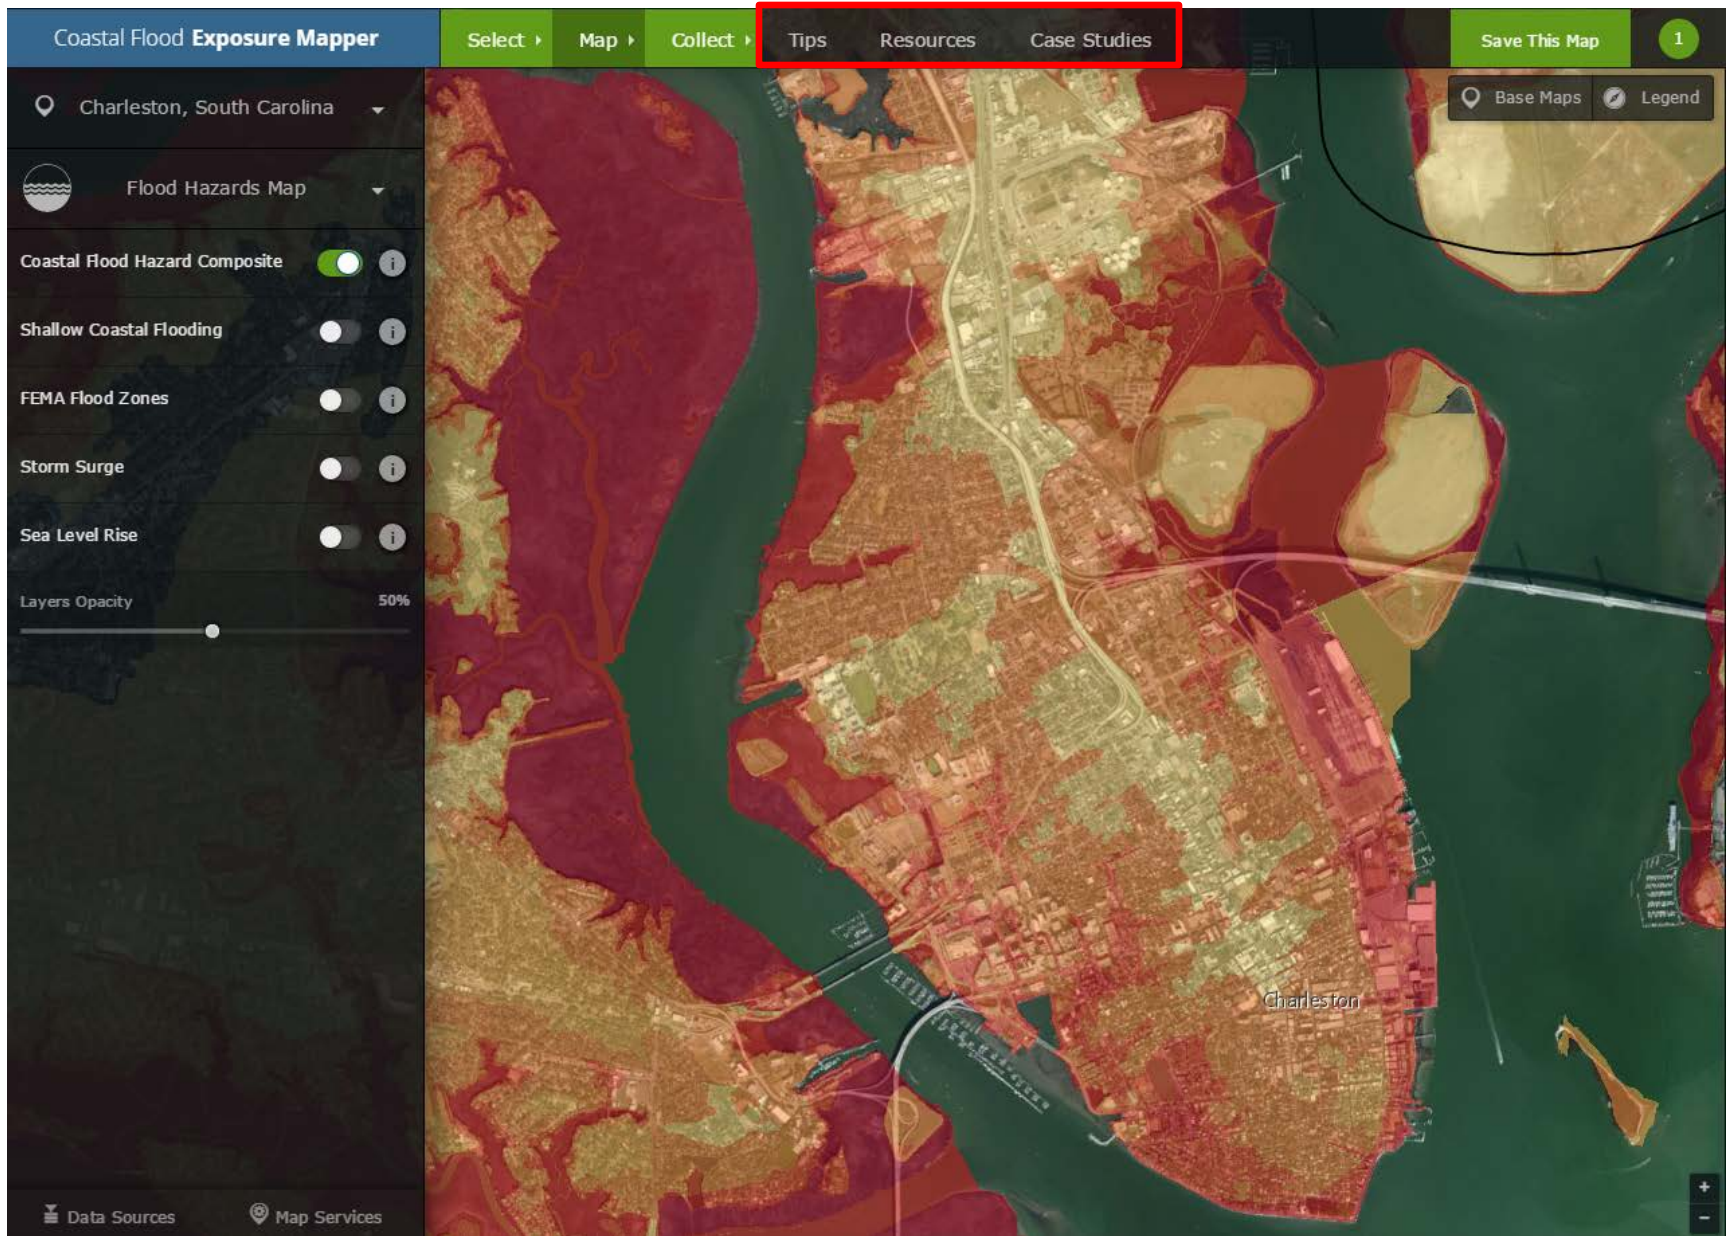 Coastal Flood Exposure Mapper
Select
Map
Collect
Tips
Resources
Case Studies
Save This Map
1
Charleston, South Carolina
Base Maps
Legend
Flood Hazards Map
Coastal Flood Hazard Composite
i
Shallow Coastal Flooding
i
FEMA Flood Zones
i
Storm Surge
i
Sea Level Rise
i
Layers Opacity
50%
Charleston
Data Sources
Map Services
+
−